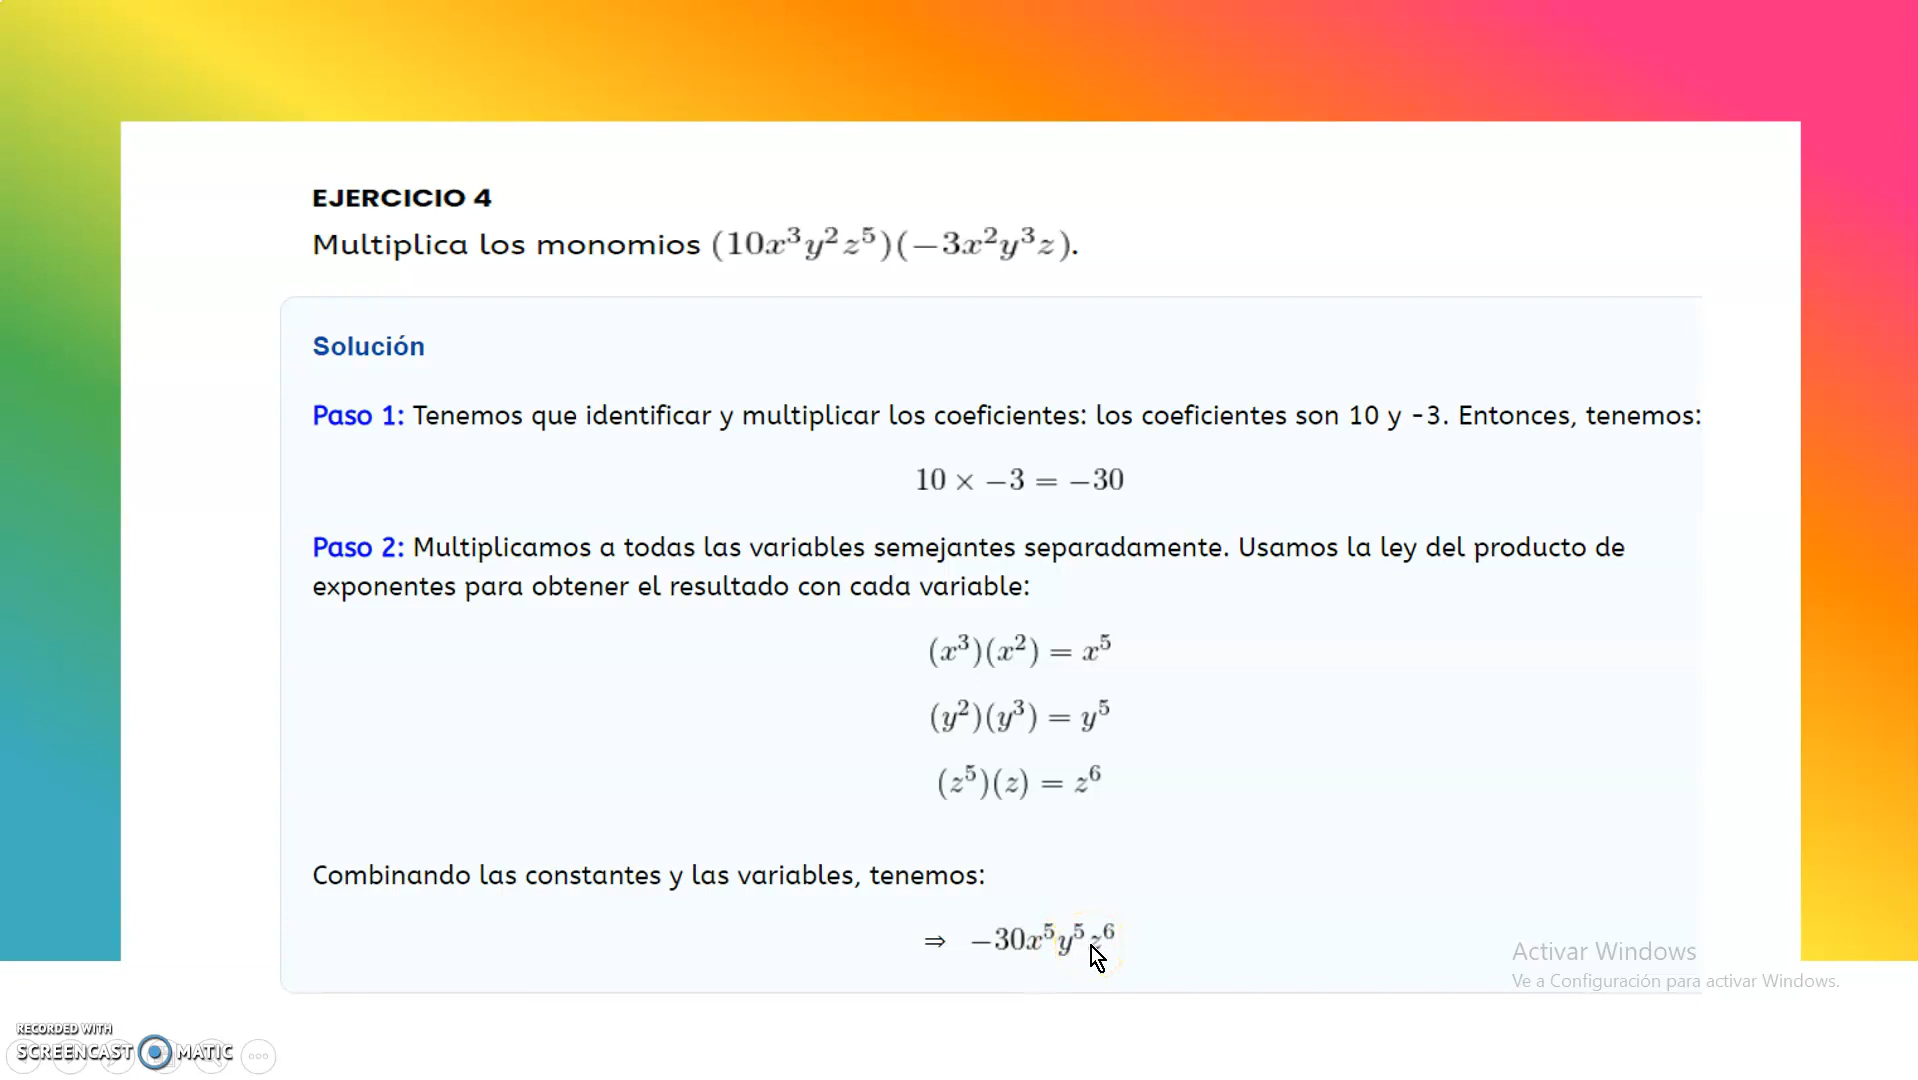 EJERCICIO 4
Multiplica los monomios (10x³y²z⁵)(−3x²y³z).
Solución
Paso 1: Tenemos que identificar y multiplicar los coeficientes: los coeficientes son 10 y -3. Entonces, tenemos:
10 × −3 = −30
Paso 2: Multiplicamos a todas las variables semejantes separadamente. Usamos la ley del producto de
exponentes para obtener el resultado con cada variable:
(x³)(x²) = x⁵
(y²)(y³) = y⁵
(z⁵)(z) = z⁶
Combinando las constantes y las variables, tenemos:
⇒ −30x⁵y⁵z⁶
Activar Windows
Ve a Configuración para activar Windows.
RECORDED WITH
SCREENCAST MATIC